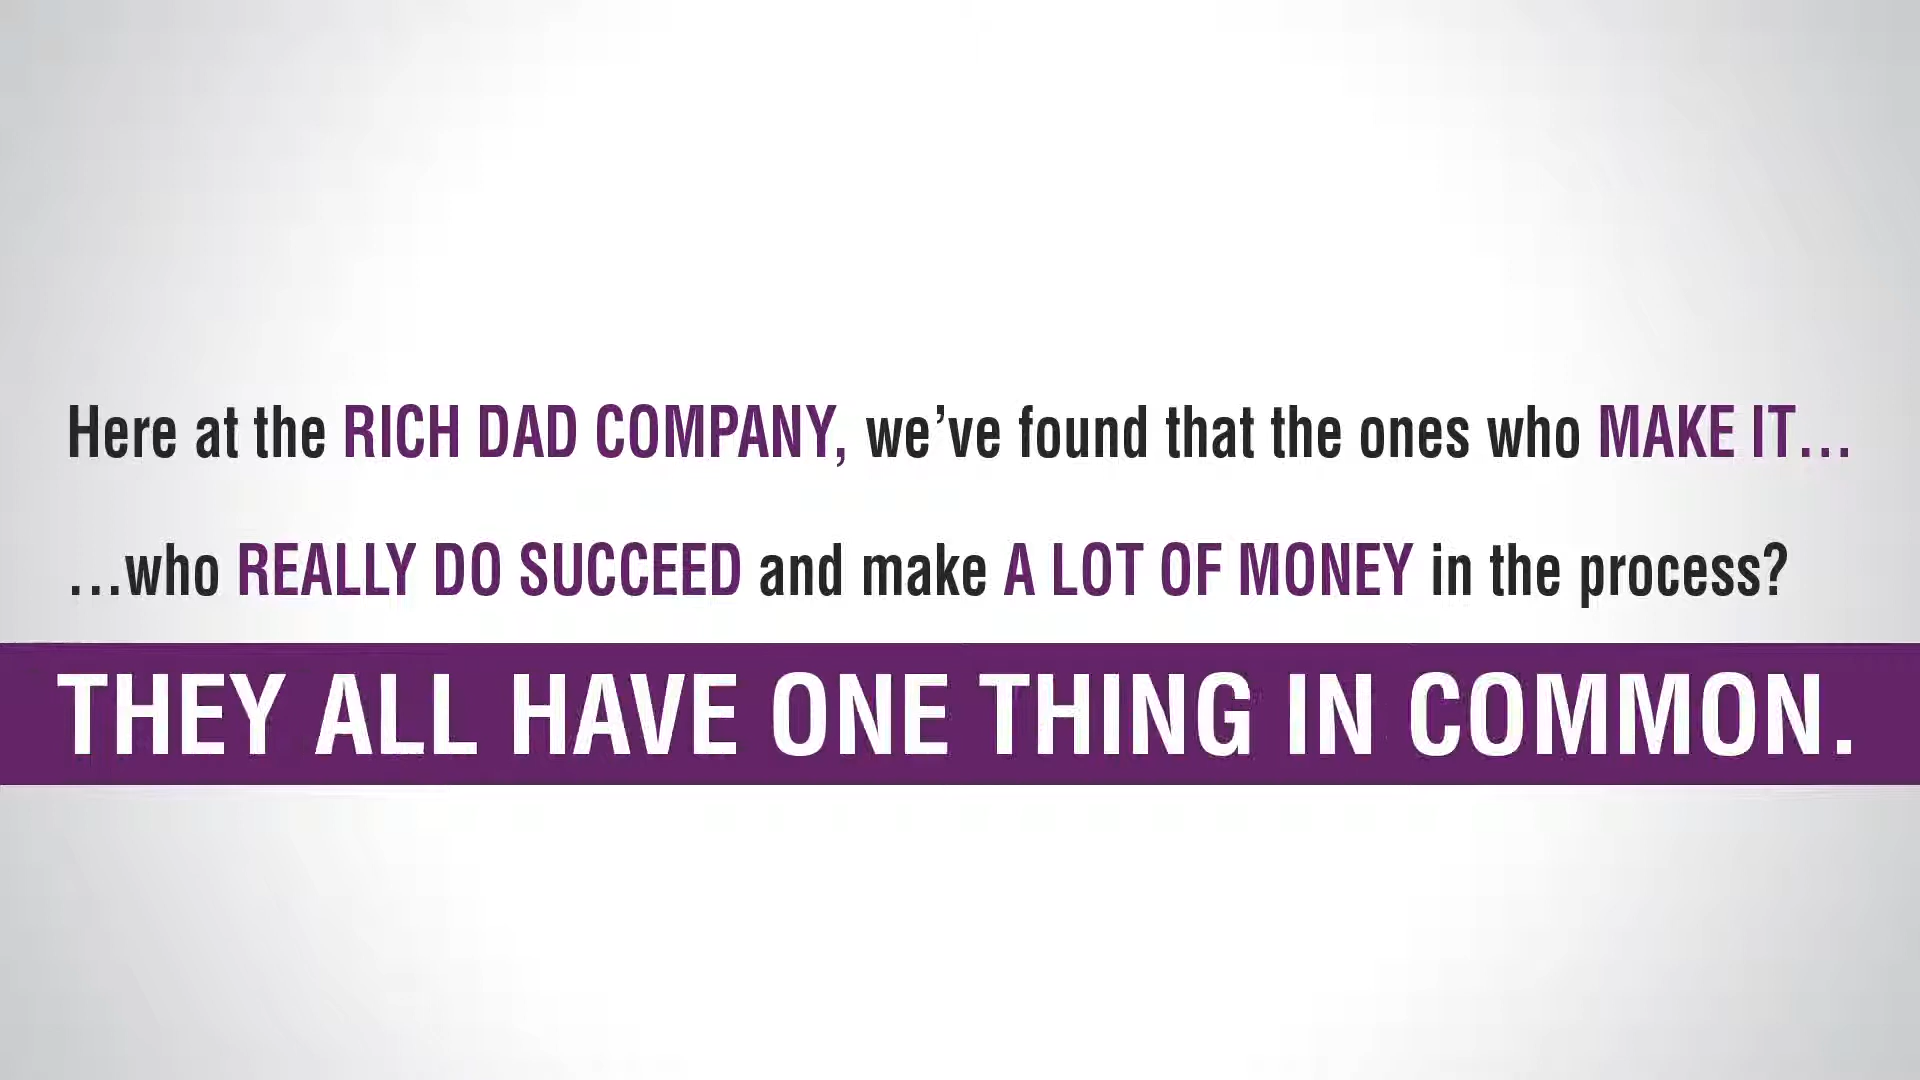 Here at the RICH DAD COMPANY, we’ve found that the ones who MAKE IT...
...who REALLY DO SUCCEED and make A LOT OF MONEY in the process?
THEY ALL HAVE ONE THING IN COMMON.